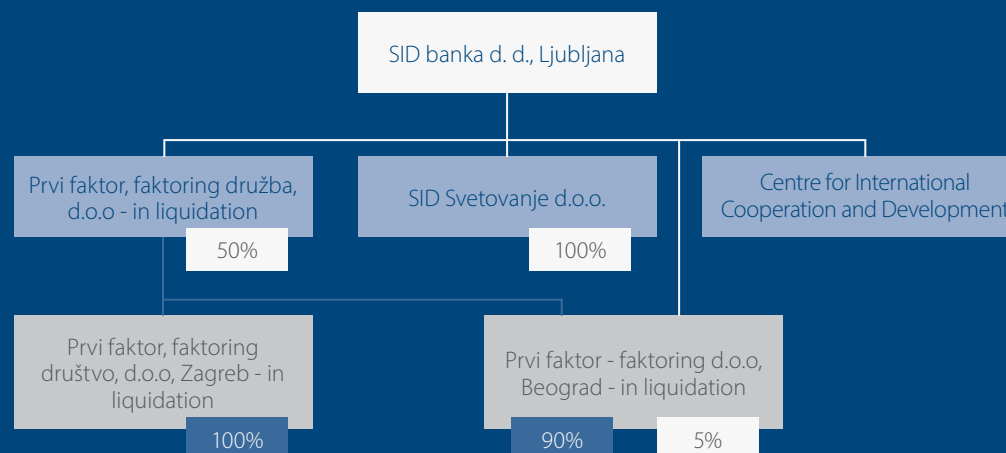 SID banka d. d., Ljubljana
Prvi faktor, faktoring družba,
d.o.o - in liquidation
50%
SID Svetovanje d.o.o.
100%
Centre for International
Cooperation and Development
Prvi faktor, faktoring
društvo, d.o.o, Zagreb - in
liquidation
100%
Prvi faktor - faktoring d.o.o,
Beograd - in liquidation
90%
5%